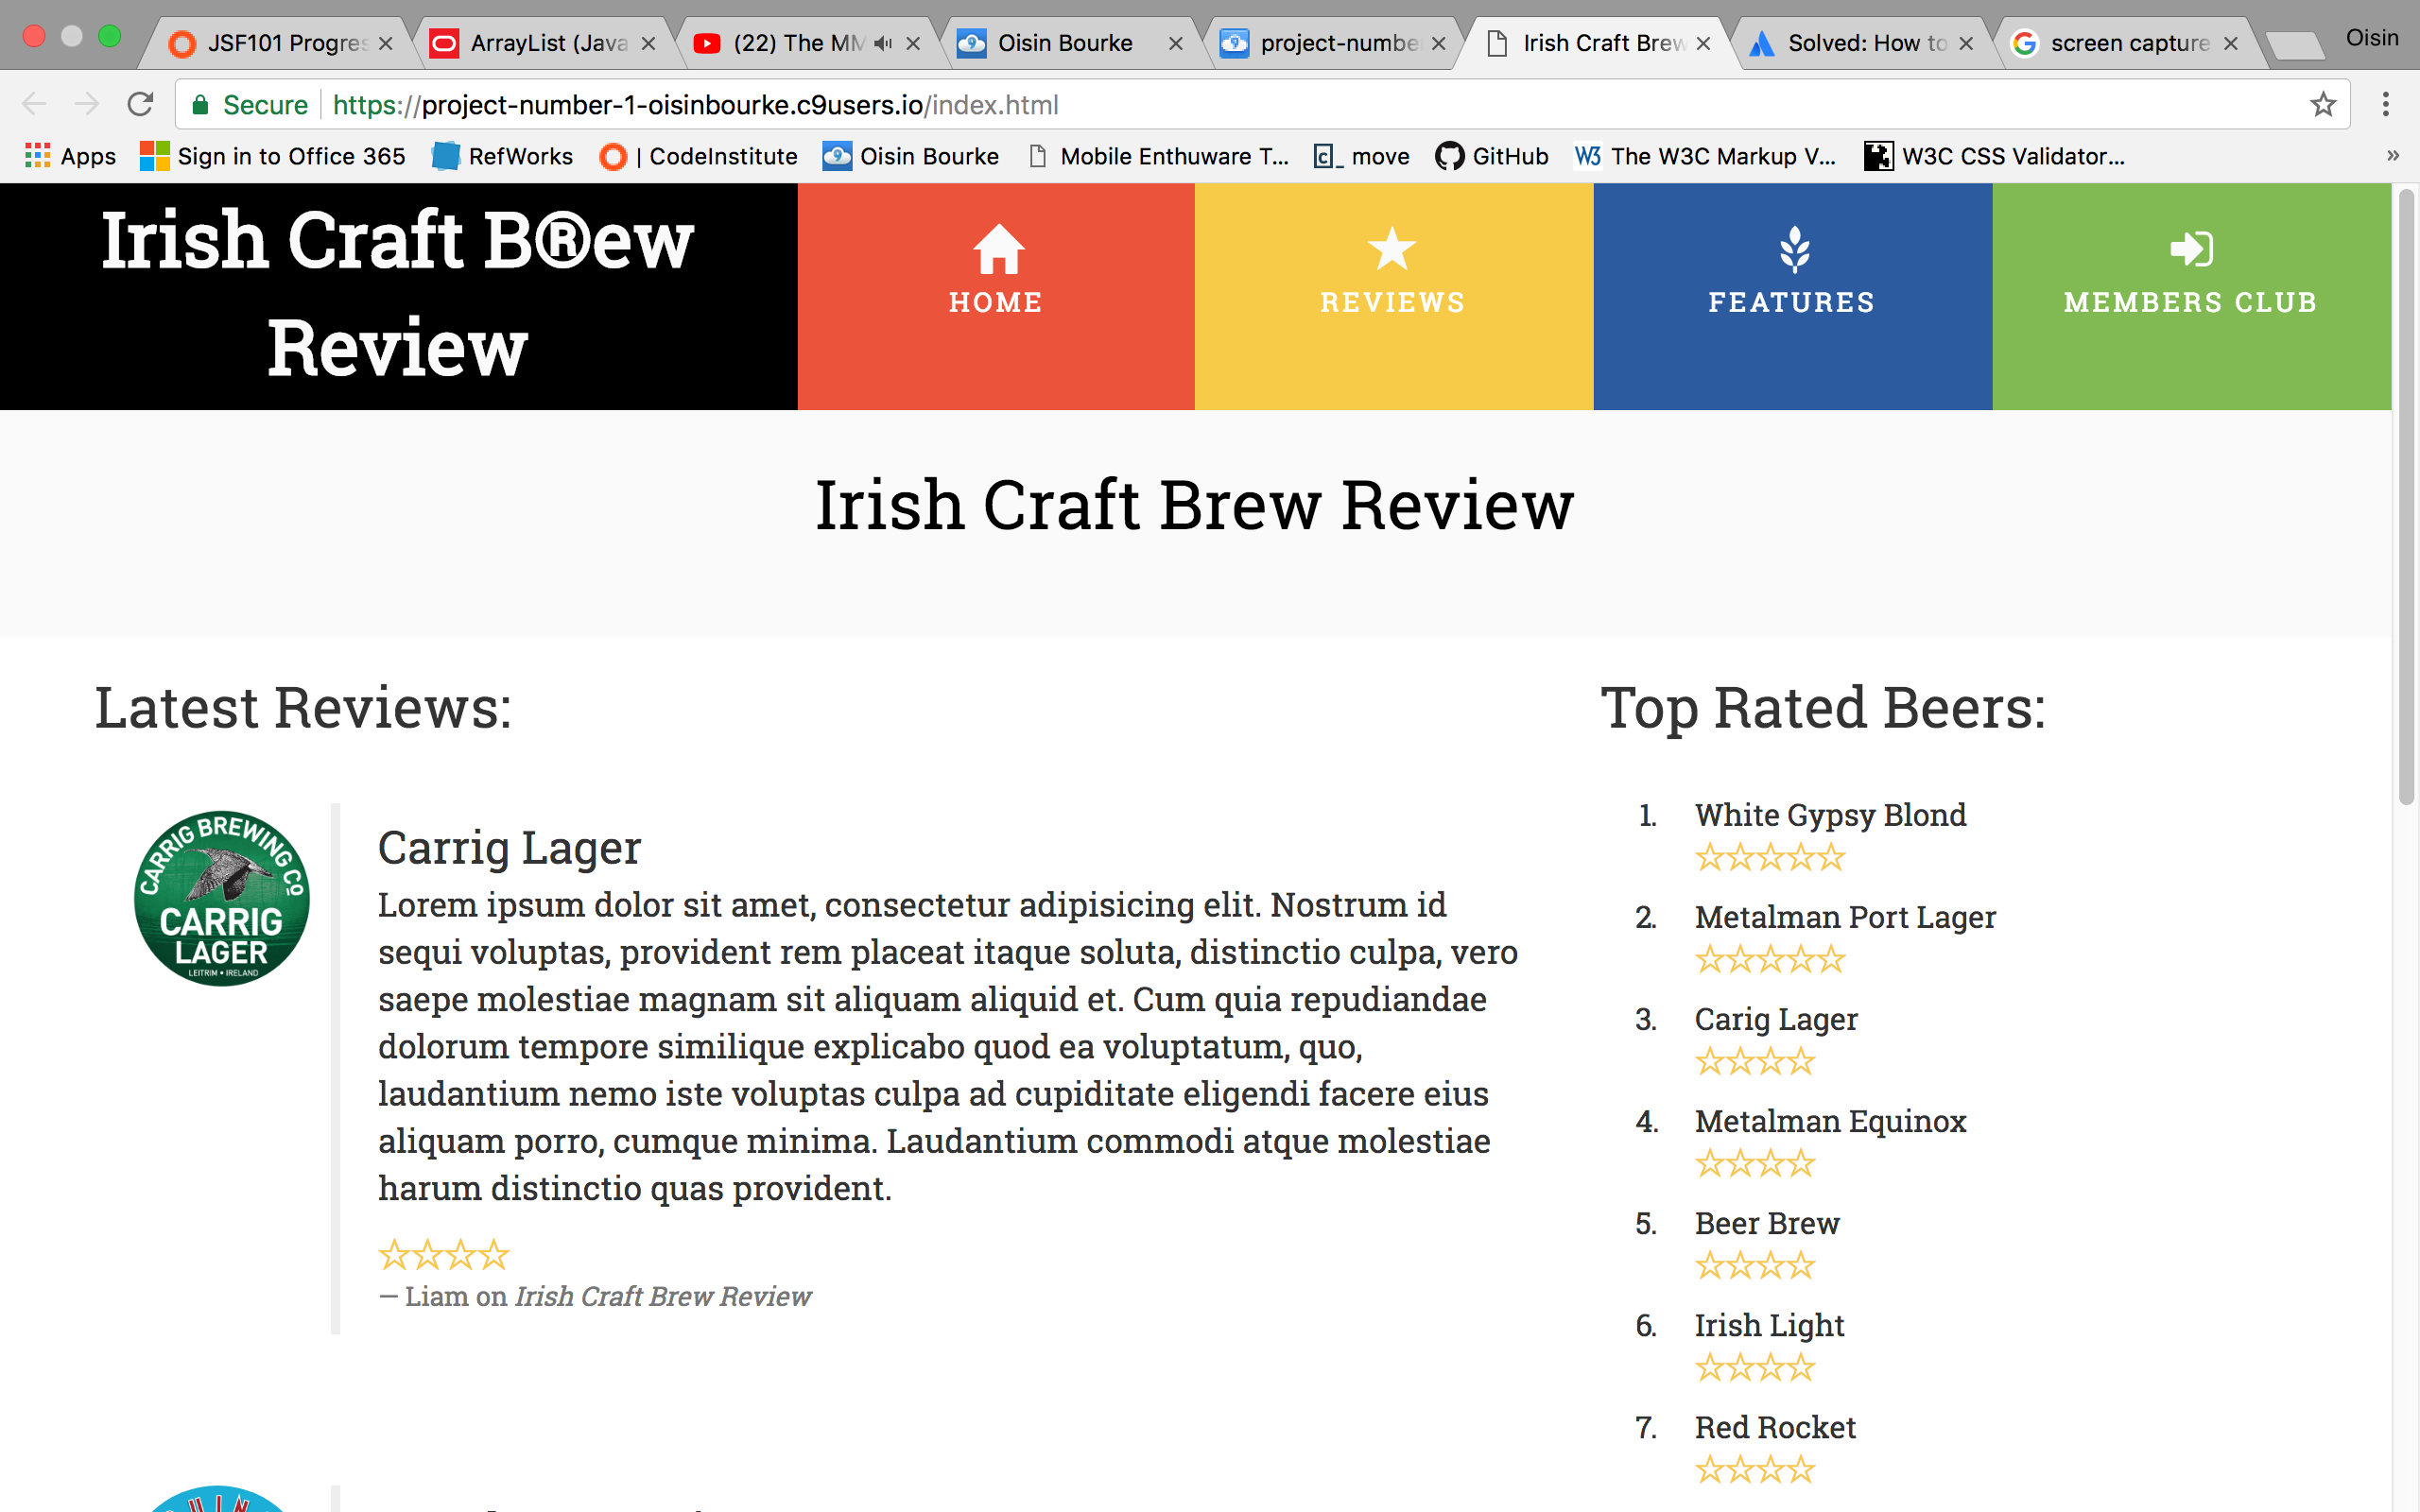 JSF101 Progres
ArrayList (Java
(22) The MM
Oisin Bourke
project-numbe
Irish Craft Brew
Solved: How to
screen capture
Oisin
Secure
https://project-number-1-oisinbourke.c9users.io/index.html
Apps
Sign in to Office 365
RefWorks
| CodeInstitute
Oisin Bourke
Mobile Enthuware T...
move
GitHub
The W3C Markup V...
W3C CSS Validator...
Irish Craft B®ew
Review
HOME
REVIEWS
FEATURES
MEMBERS CLUB
Irish Craft Brew Review
Latest Reviews:
CARRIG BREWING Co
CARRIG
LAGER
LEITRIM • IRELAND
Carrig Lager
Lorem ipsum dolor sit amet, consectetur adipisicing elit. Nostrum id
sequi voluptas, provident rem placeat itaque soluta, distinctio culpa, vero
saepe molestiae magnam sit aliquam aliquid et. Cum quia repudiandae
dolorum tempore similique explicabo quod ea voluptatum, quo,
laudantium nemo iste voluptas culpa ad cupiditate eligendi facere eius
aliquam porro, cumque minima. Laudantium commodi atque molestiae
harum distinctio quas provident.
— Liam on Irish Craft Brew Review
Top Rated Beers:
1. White Gypsy Blond
2. Metalman Port Lager
3. Carig Lager
4. Metalman Equinox
5. Beer Brew
6. Irish Light
7. Red Rocket